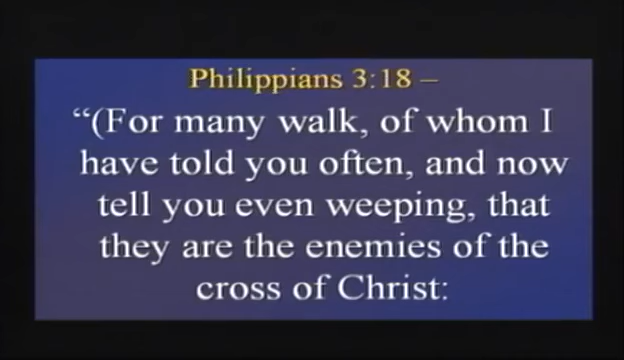 Philippians 3:18 –
“(For many walk, of whom I
have told you often, and now
tell you even weeping, that
they are the enemies of the
cross of Christ: